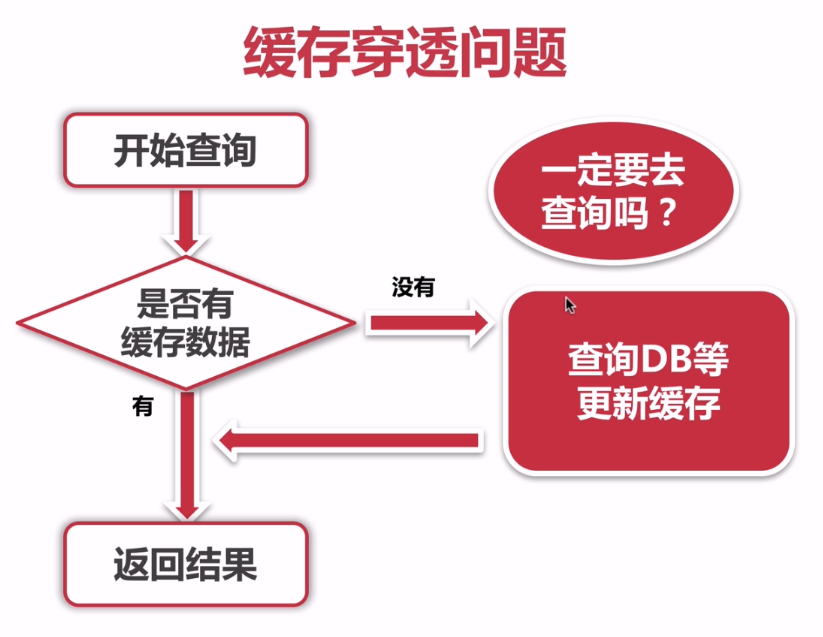 缓存穿透问题
开始查询
一定要去
查询吗？
是否有
缓存数据
没有
查询DB等
更新缓存
有
返回结果